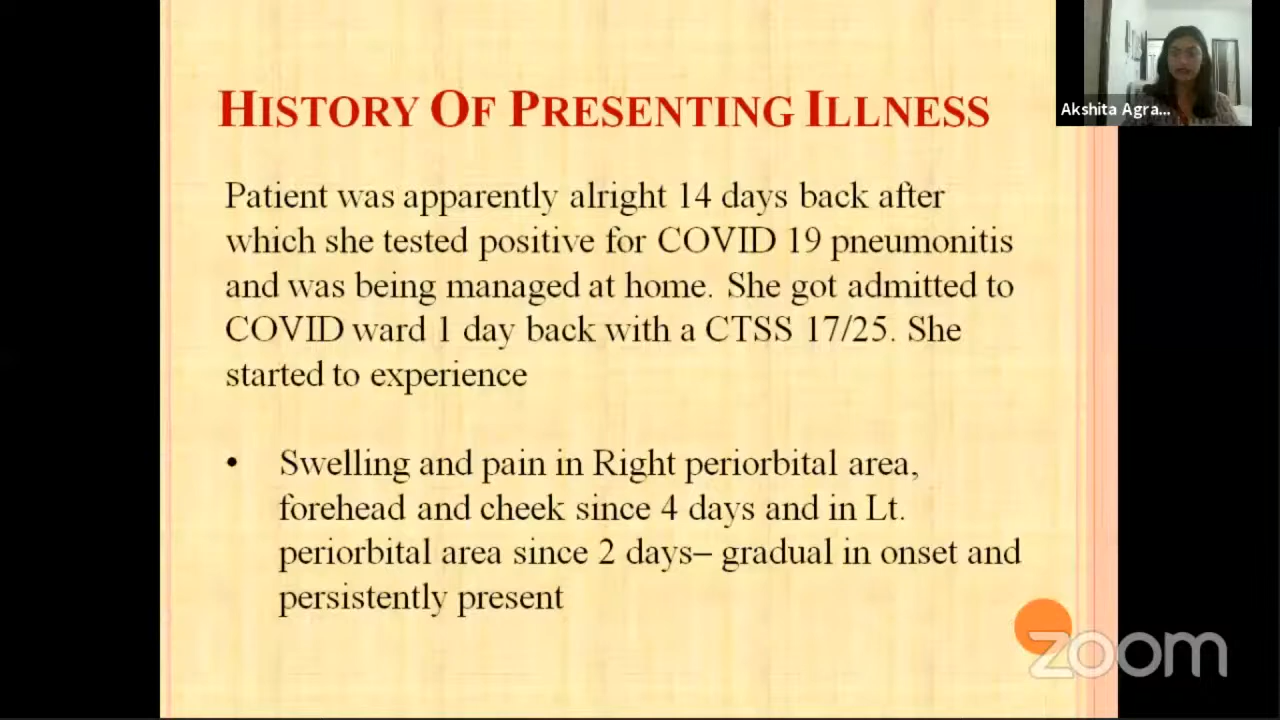 HISTORY OF PRESENTING ILLNESS
Akshita Agra...
Patient was apparently alright 14 days back after
which she tested positive for COVID 19 pneumonitis
and was being managed at home. She got admitted to
COVID ward 1 day back with a CTSS 17/25. She
started to experience
• Swelling and pain in Right periorbital area,
forehead and cheek since 4 days and in Lt.
periorbital area since 2 days– gradual in onset and
persistently present
zoom